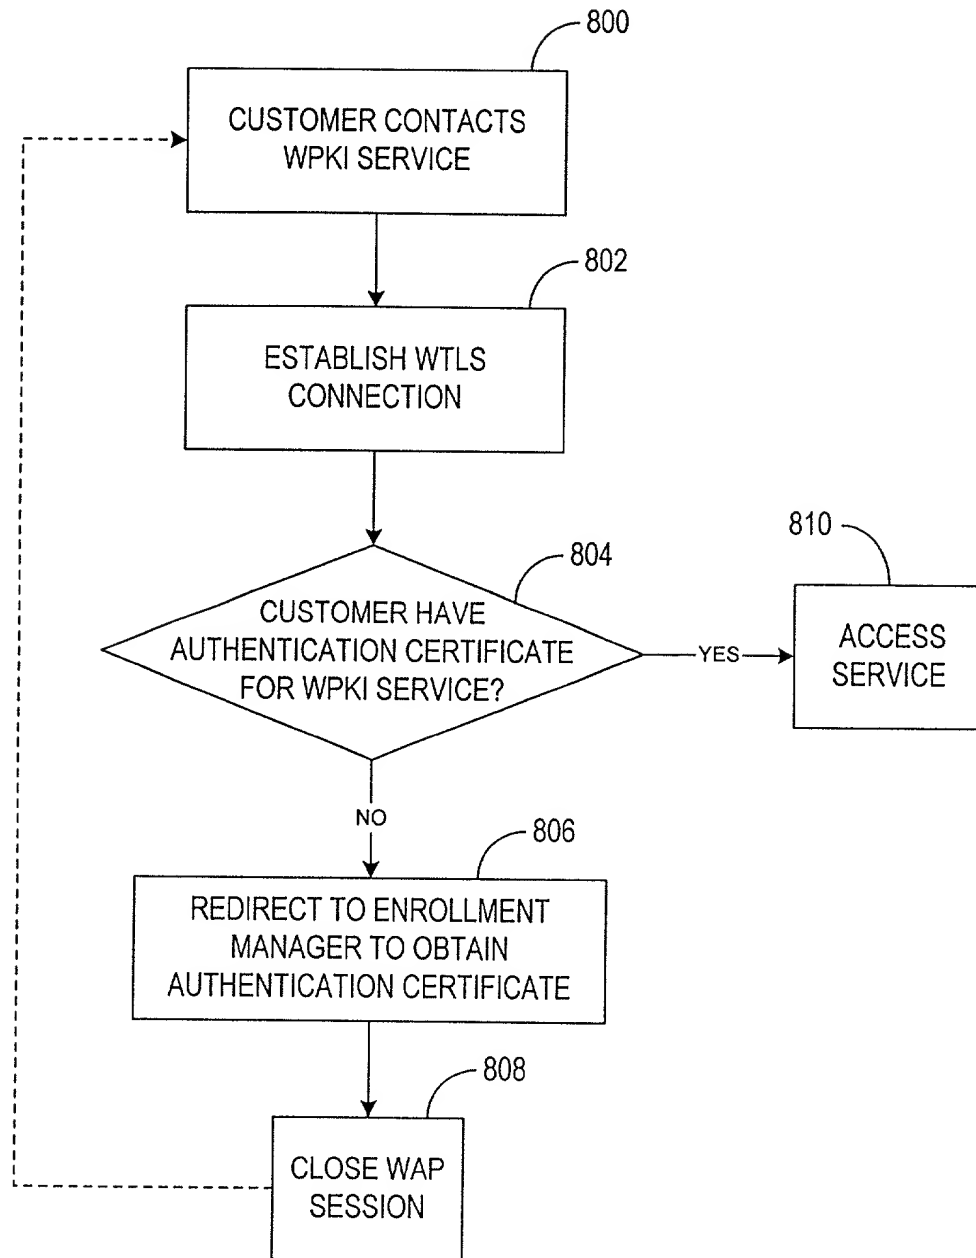 800
CUSTOMER CONTACTS
WPKI SERVICE
802
ESTABLISH WTLS
CONNECTION
804
CUSTOMER HAVE
AUTHENTICATION CERTIFICATE
FOR WPKI SERVICE?
YES
810
ACCESS
SERVICE
NO
806
REDIRECT TO ENROLLMENT
MANAGER TO OBTAIN
AUTHENTICATION CERTIFICATE
808
CLOSE WAP
SESSION